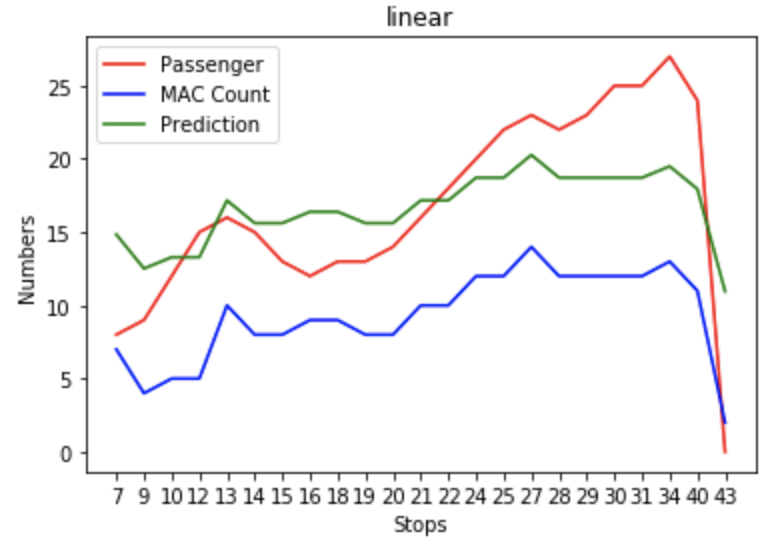 linear
Passenger
MAC Count
Prediction
25
20
15
10
5
0
Numbers
7 9 10 12 13 14 15 16 18 19 20 21 22 24 25 27 28 29 30 31 34 40 43
Stops